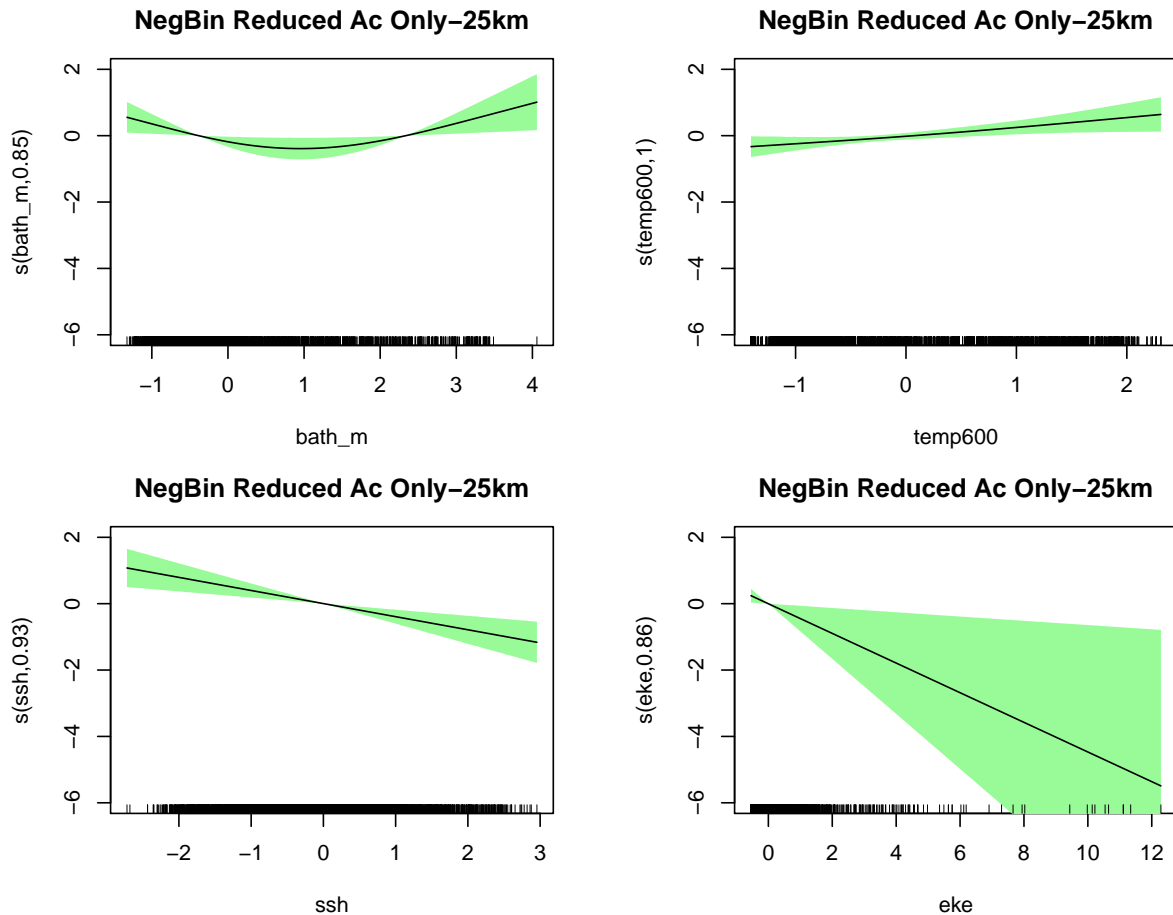 NegBin Reduced Ac Only−25km
s(bath_m,0.85)
2
0
−2
−4
−6
−1 0 1 2 3 4
bath_m
NegBin Reduced Ac Only−25km
s(temp600,1)
2
0
−2
−4
−6
−1 0 1 2
temp600
NegBin Reduced Ac Only−25km
s(ssh,0.93)
2
0
−2
−4
−6
−2 −1 0 1 2 3
ssh
NegBin Reduced Ac Only−25km
s(eke,0.86)
2
0
−2
−4
−6
0 2 4 6 8 10 12
eke